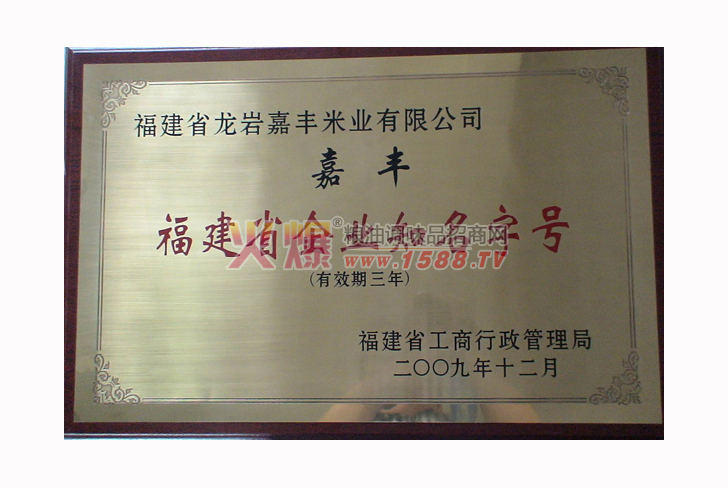 福建省龙岩嘉丰米业有限公司
嘉丰
福建省企业知名字号
火爆®粮油调味品招商网
www.1588.TV
(有效期三年)
福建省工商行政管理局
二〇〇九年十二月